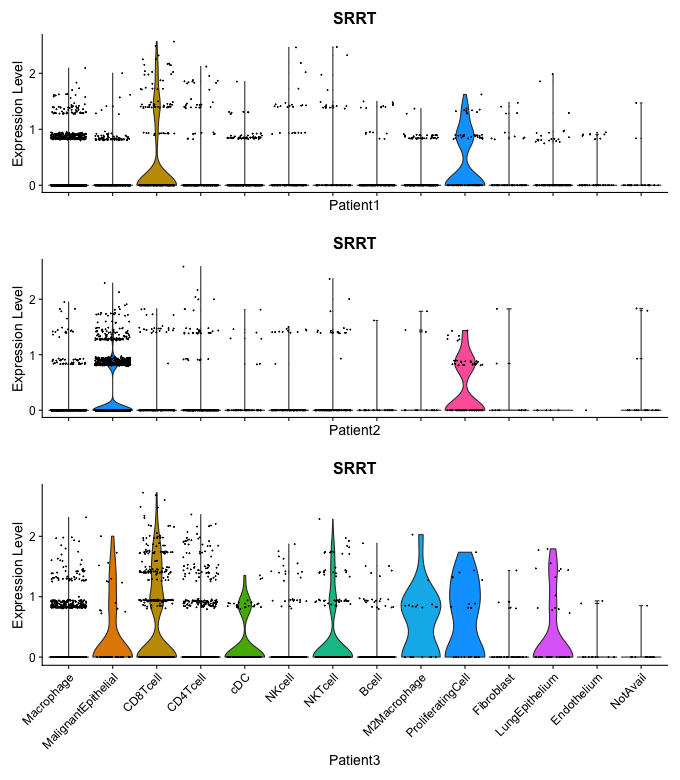 SRRT
Expression Level
2
1
0
Patient1
SRRT
Expression Level
2
1
0
Patient2
SRRT
Expression Level
2
1
0
Macrophage
MalignantEpithelial
CD8Tcell
CD4Tcell
cDC
NKcell
NKTcell
Bcell
M2Macrophage
ProliferatingCell
Fibroblast
LungEpithelium
Endothelium
NotAvail
Patient3